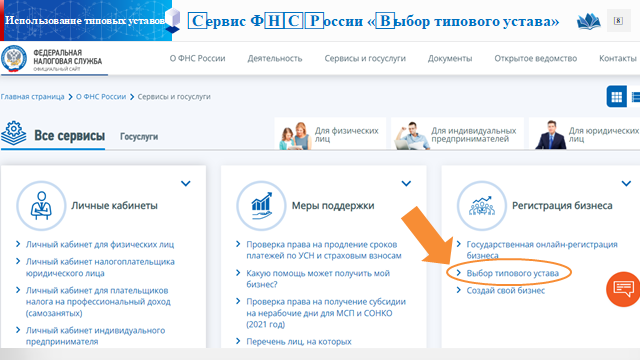 Использование типовых уставов
Сервис ФНС России «Выбор типового устава»
8
ФЕДЕРАЛЬНАЯ
НАЛОГОВАЯ СЛУЖБА
ОФИЦИАЛЬНЫЙ САЙТ
О ФНС России
Деятельность
Сервисы и госуслуги
Документы
Открытое ведомство
Контакты
Главная страница > О ФНС России > Сервисы и госуслуги
Все сервисы
Госуслуги
Для физических
лиц
Для индивидуальных
предпринимателей
Для юридических
лиц
Личные кабинеты
Личный кабинет для физических лиц
Личный кабинет налогоплательщика
юридического лица
Личный кабинет для плательщиков
налога на профессиональный доход
(самозанятых)
Личный кабинет индивидуального
предпринимателя
Меры поддержки
Проверка права на продление сроков
платежей по УСН и страховым взносам
Какую помощь может получить мой
бизнес?
Проверка права на получение субсидии
на нерабочие дни для МСП и СОНКО
(2021 год)
Перечень лиц, на которых
Регистрация бизнеса
Государственная онлайн-регистрация
бизнеса
Выбор типового устава
Создай свой бизнес